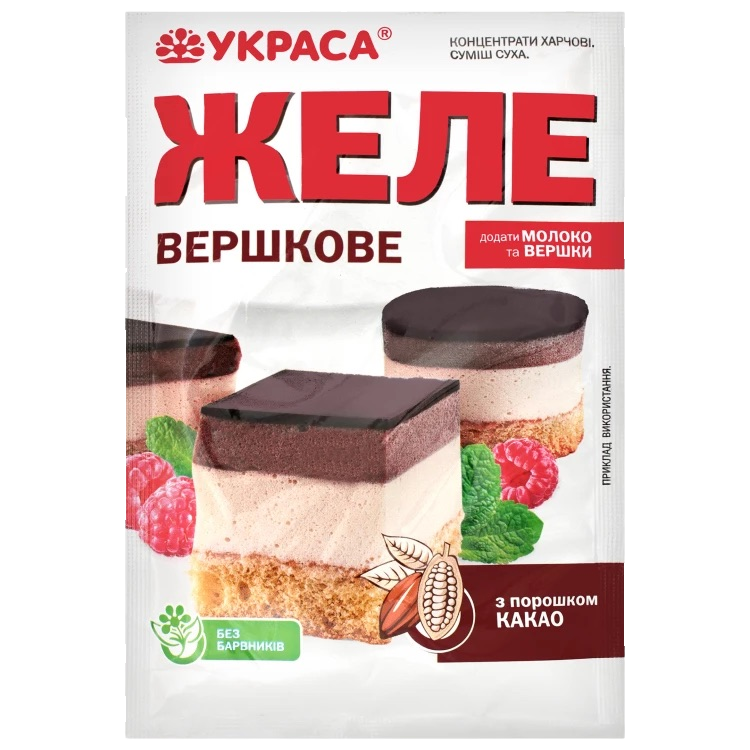 УКРАСА®
КОНЦЕНТРАТИ ХАРЧОВІ.
СУМІШ СУХА.
ЖЕЛЕ
ВЕРШКОВЕ
додати МОЛОКО
та ВЕРШКИ
ПРИКЛАД ВИКОРИСТАННЯ.
з порошком
КАКАО
БЕЗ
БАРВНИКІВ